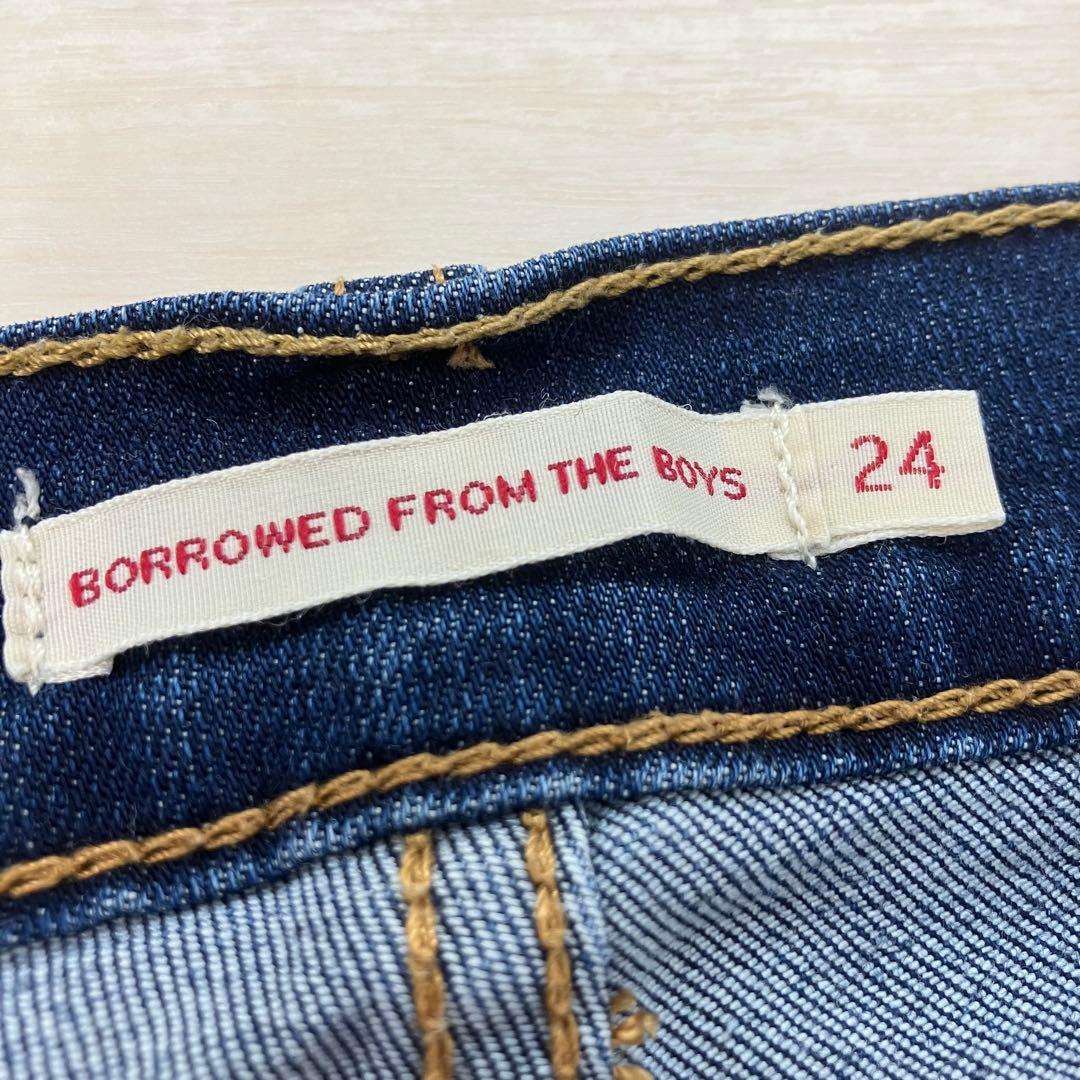 BORROWED FROM THE BOYS
24